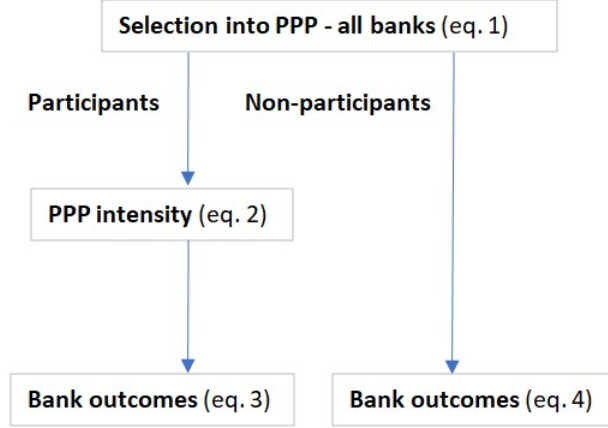 Selection into PPP - all banks (eq. 1)
Participants
Non-participants
PPP intensity (eq. 2)
Bank outcomes (eq. 3)
Bank outcomes (eq. 4)